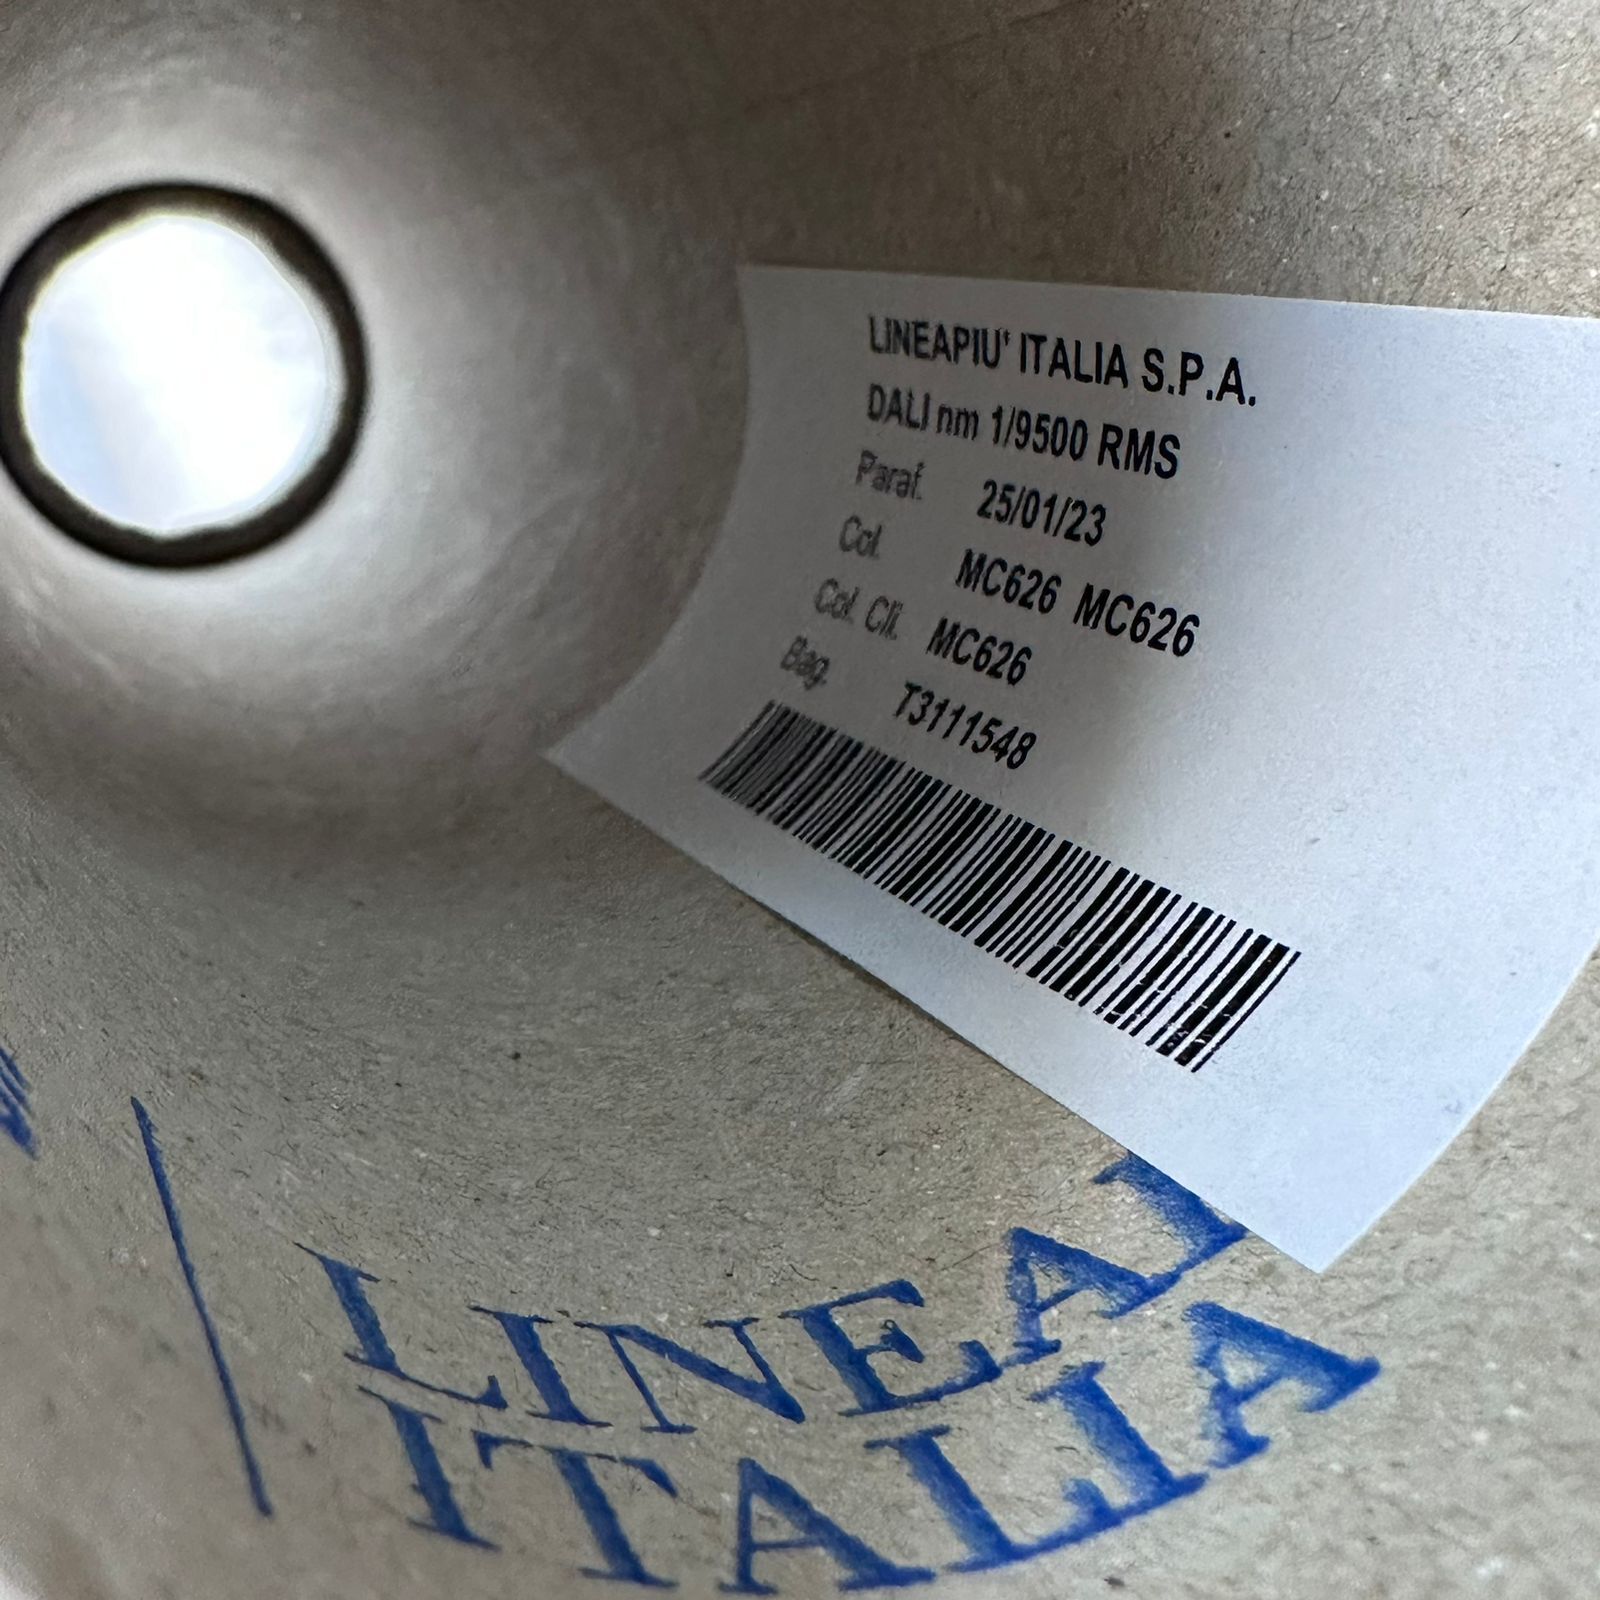 LINEAPIU' ITALIA S.P.A.
DALI nm 1/9500 RMS
Paraf. 25/01/23
Col. MC626 MC626
Col. Cli. MC626
Bag. T3111548
ITALIA